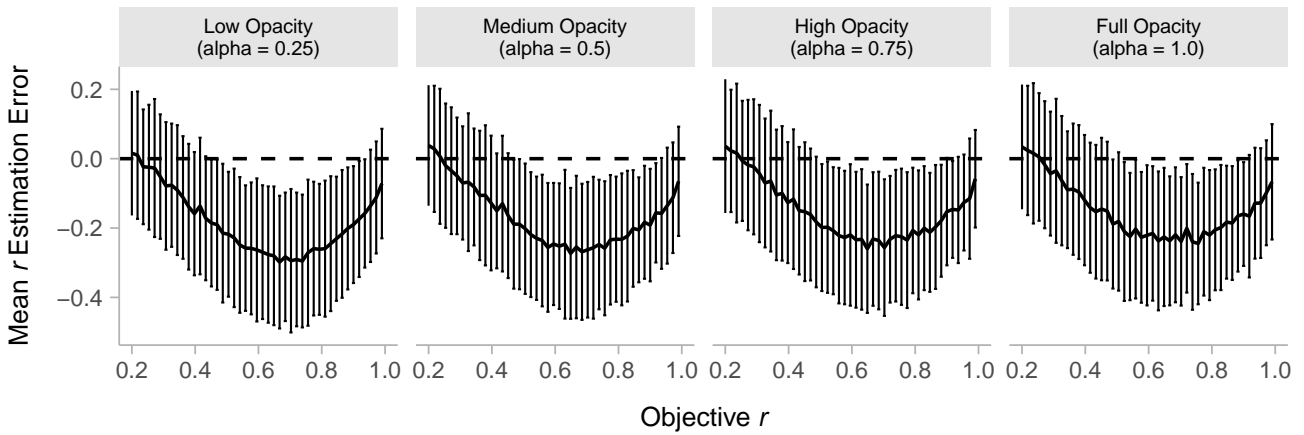 Low Opacity
(alpha = 0.25)
Medium Opacity
(alpha = 0.5)
High Opacity
(alpha = 0.75)
Full Opacity
(alpha = 1.0)
Mean r Estimation Error
0.2
0.0
−0.2
−0.4
0.2 0.4 0.6 0.8 1.0 0.2 0.4 0.6 0.8 1.0 0.2 0.4 0.6 0.8 1.0 0.2 0.4 0.6 0.8 1.0
Objective r